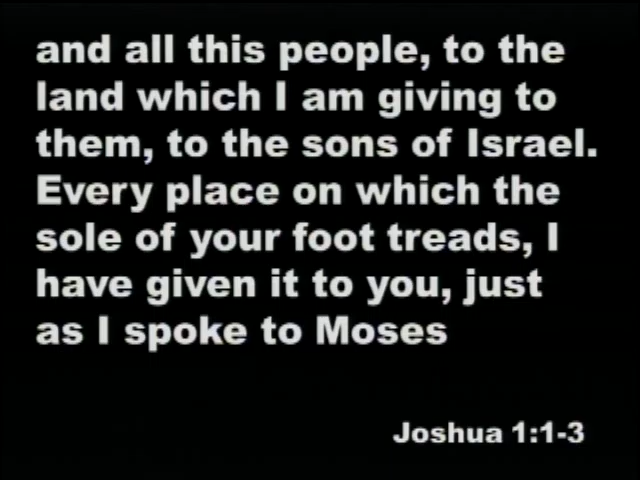 and all this people, to the
land which I am giving to
them, to the sons of Israel.
Every place on which the
sole of your foot treads, I
have given it to you, just
as I spoke to Moses
Joshua 1:1-3